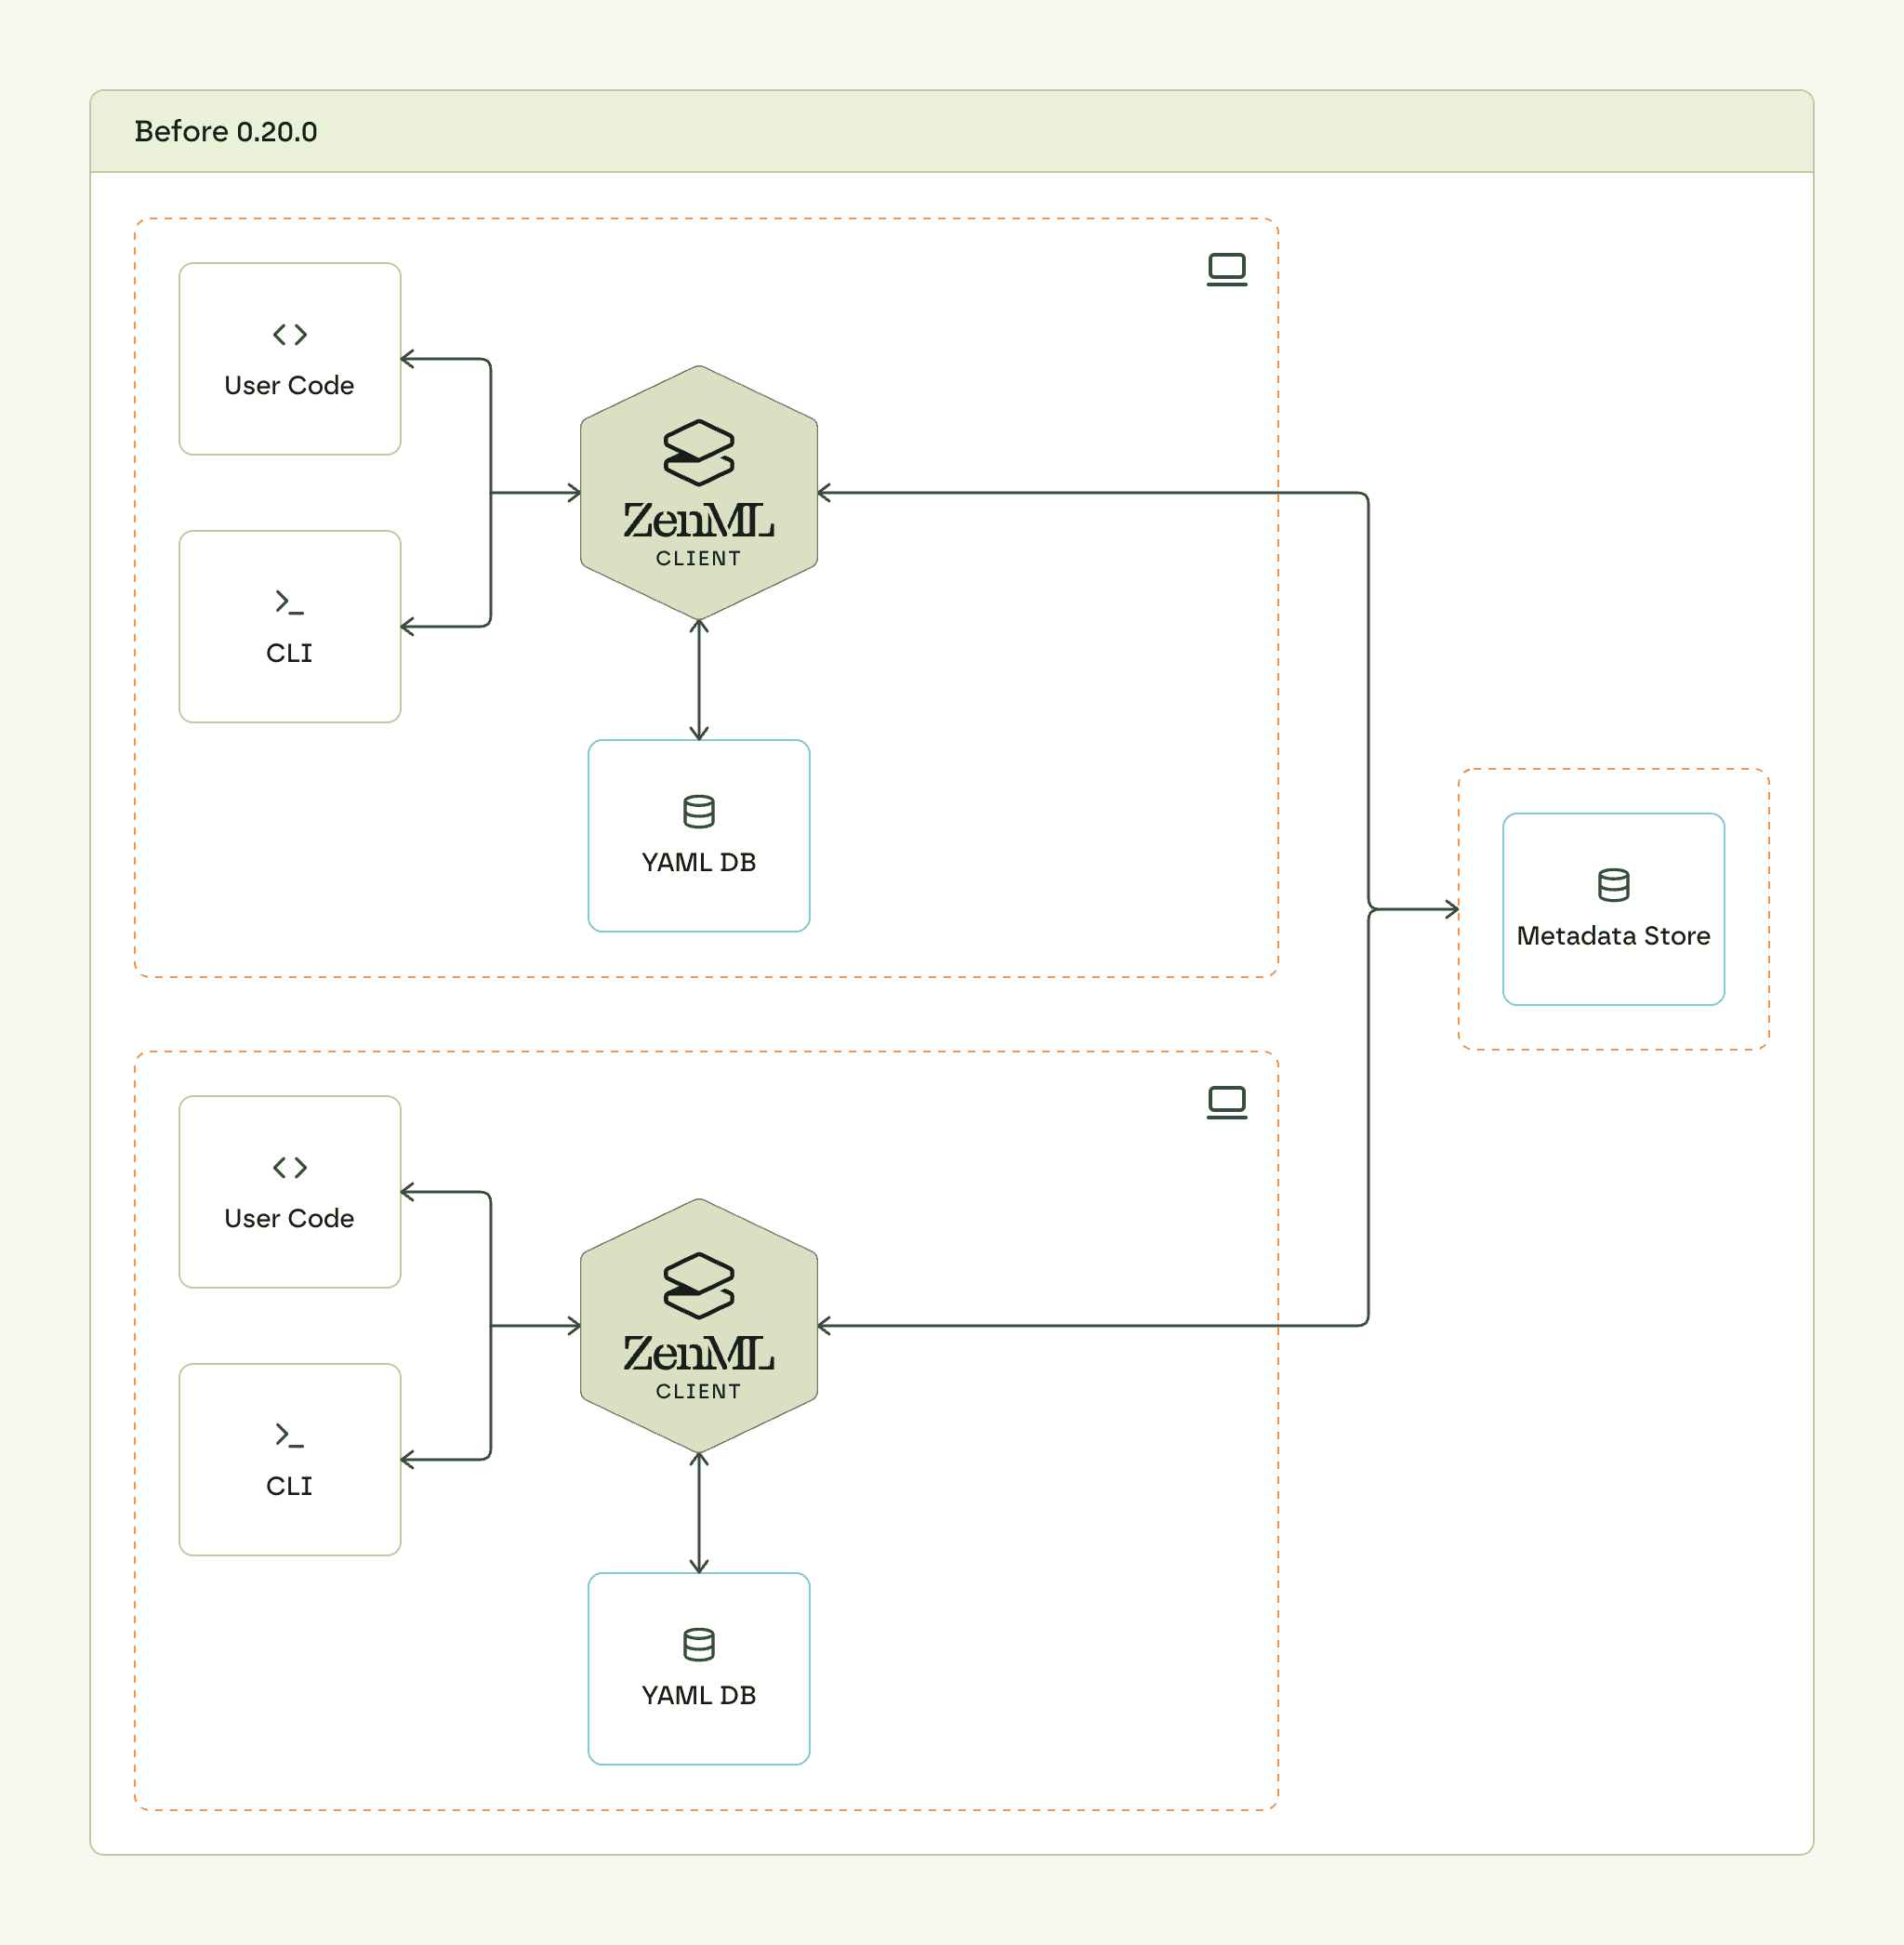 Before 0.20.0
User Code
ZenML
CLIENT
CLI
YAML DB
Metadata Store
User Code
ZenML
CLIENT
CLI
YAML DB